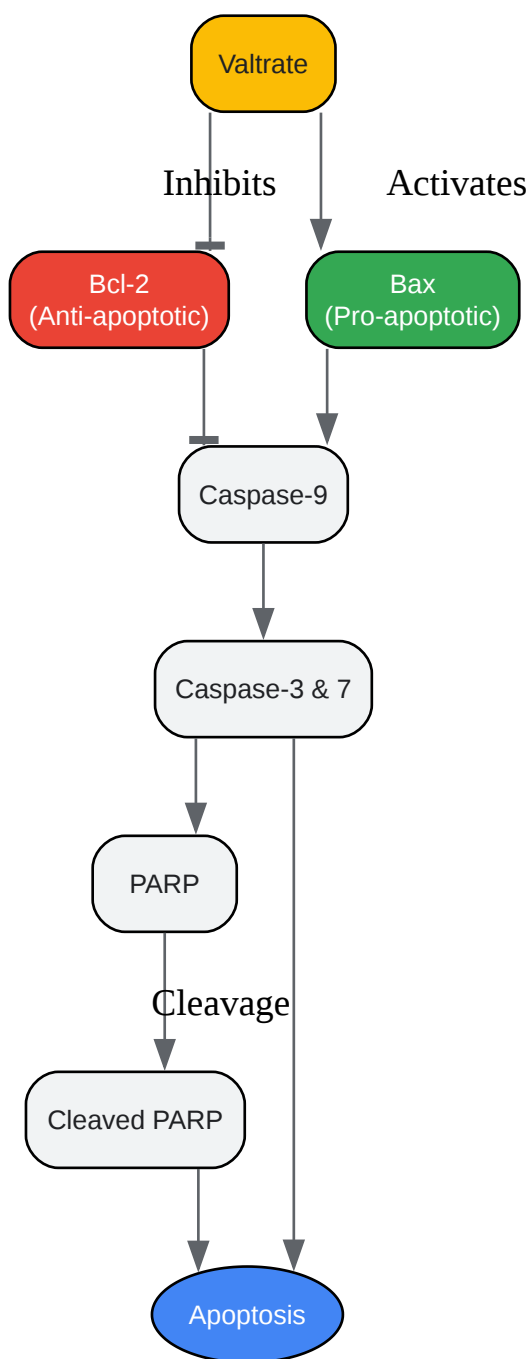 Valtrate
Inhibits
Activates
Bcl-2
(Anti-apoptotic)
Bax
(Pro-apoptotic)
Caspase-9
Caspase-3 & 7
PARP
Cleavage
Cleaved PARP
Apoptosis